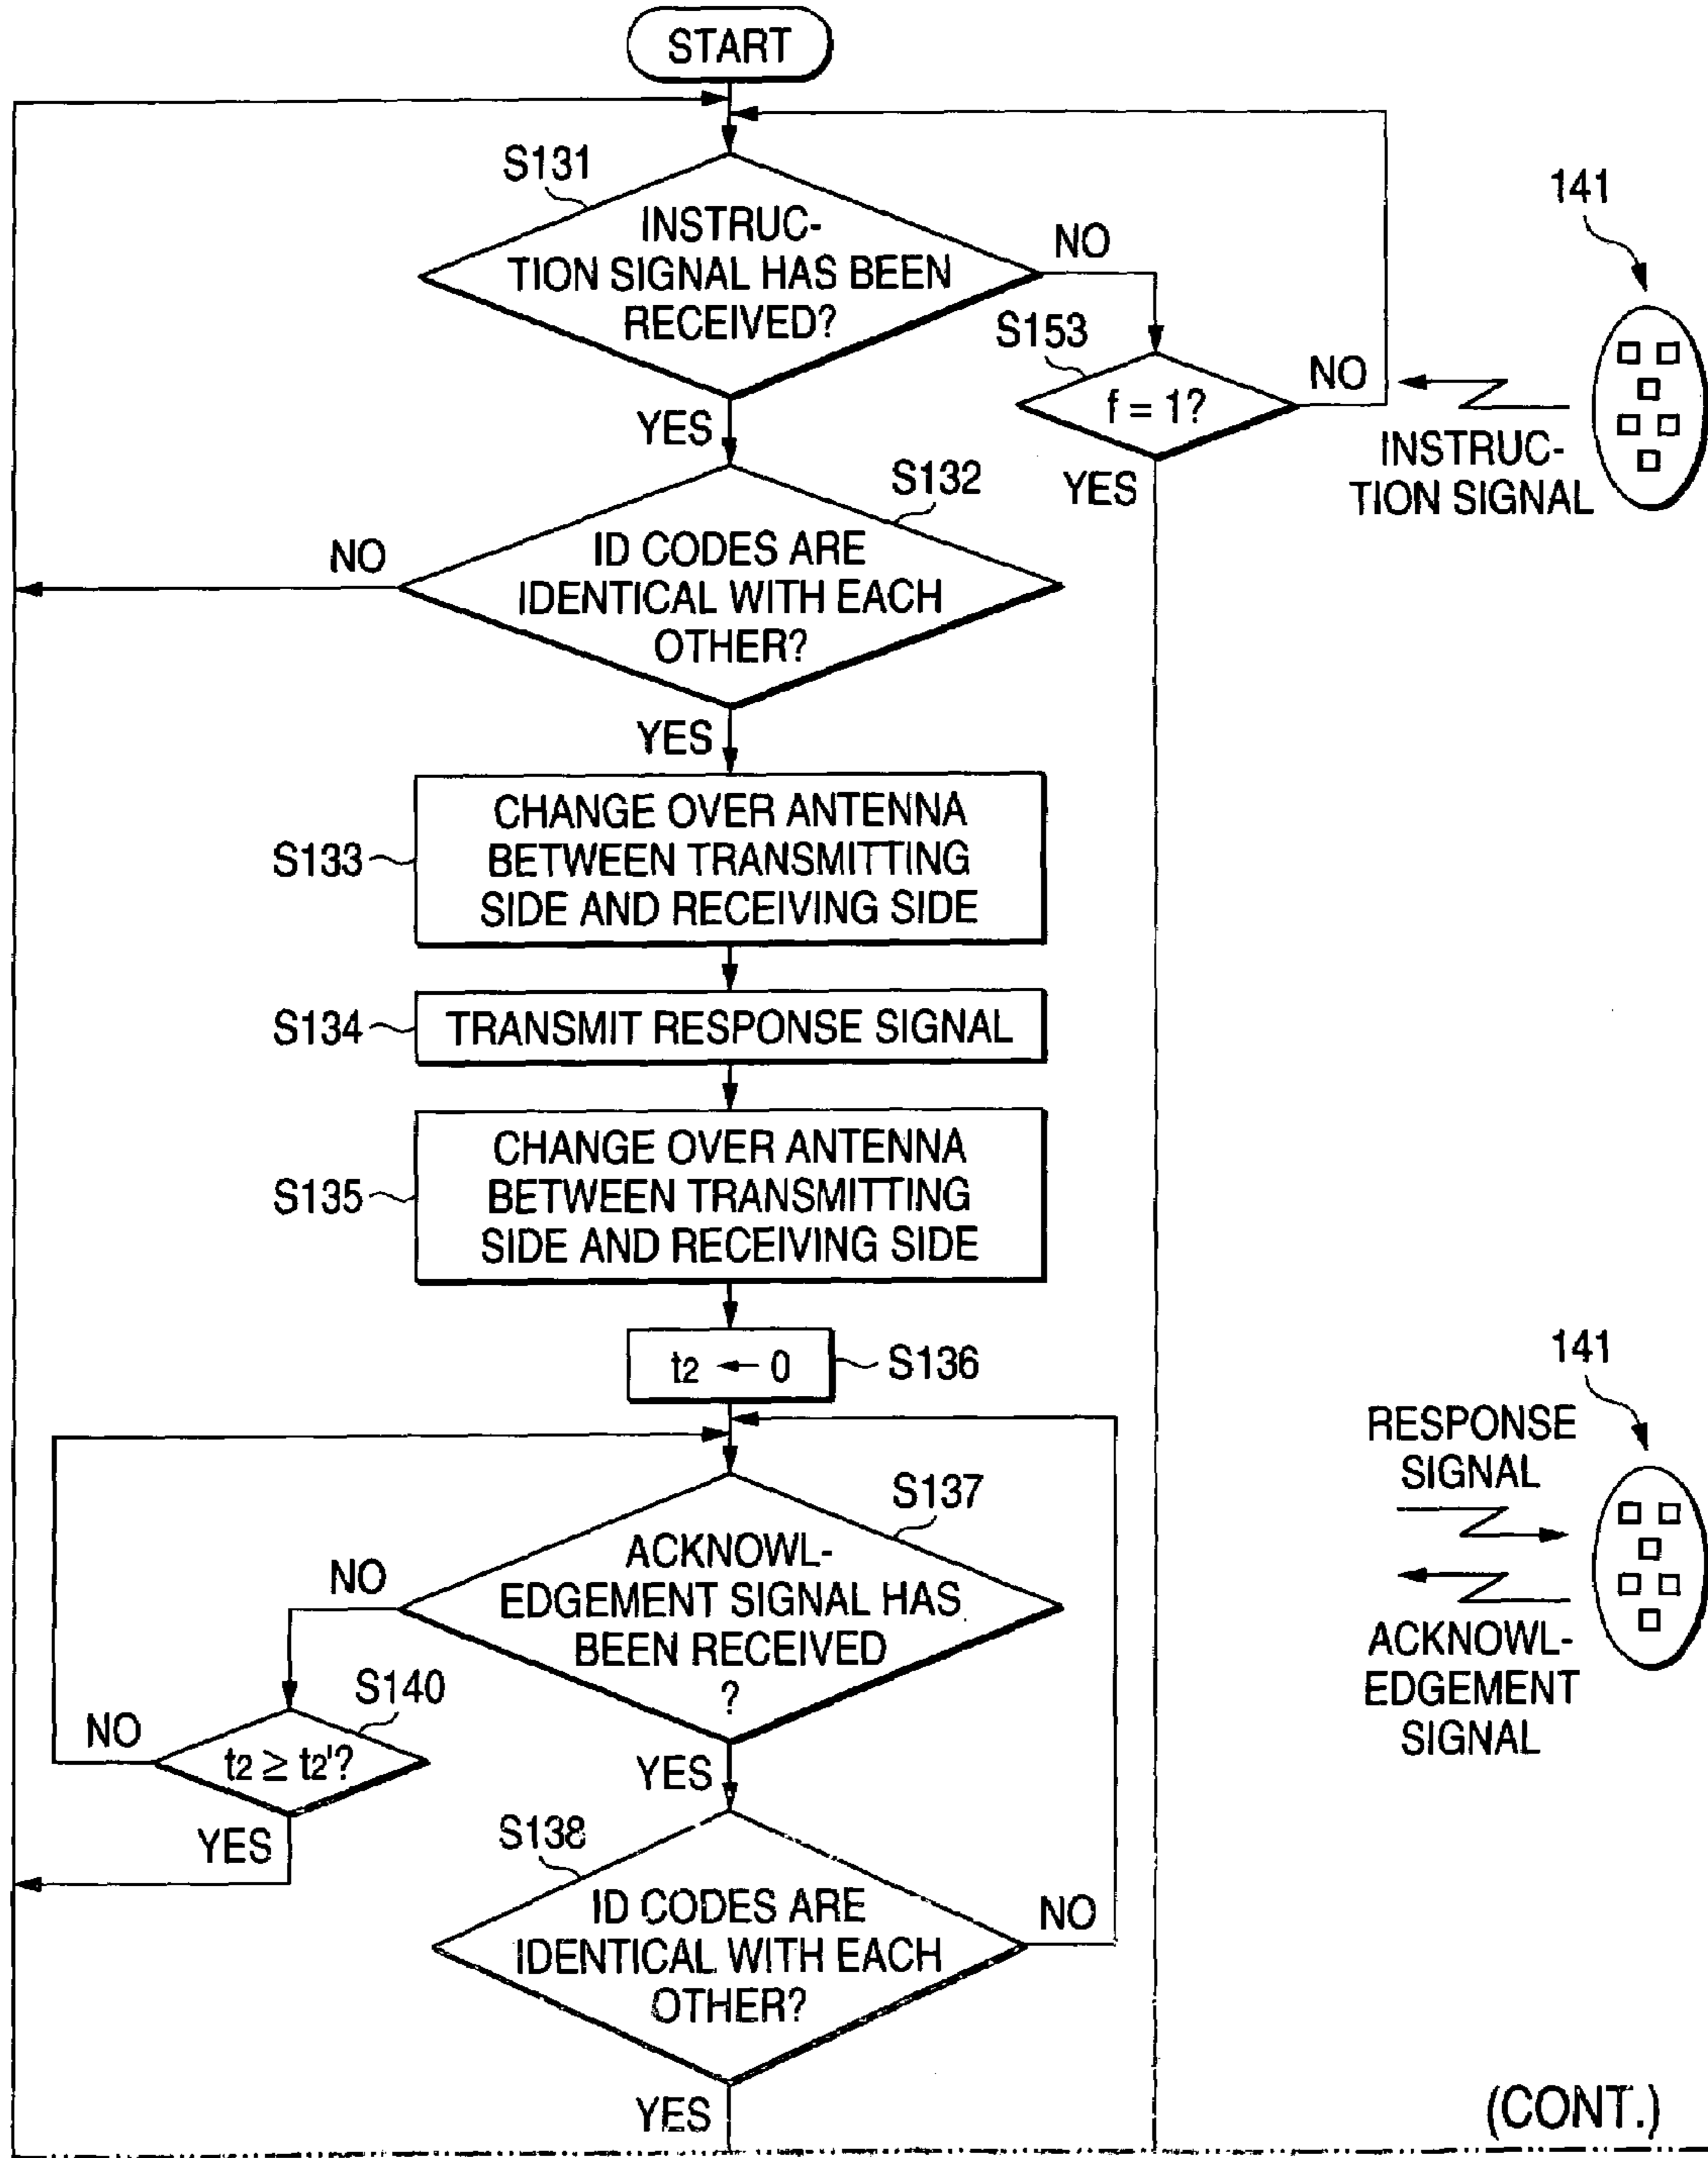 START
S131
INSTRUC-
TION SIGNAL HAS BEEN
RECEIVED?
NO
YES
S153
f = 1?
NO
YES
141
INSTRUC-
TION SIGNAL
S132
ID CODES ARE
IDENTICAL WITH EACH
OTHER?
NO
YES
S133
CHANGE OVER ANTENNA
BETWEEN TRANSMITTING
SIDE AND RECEIVING SIDE
S134
TRANSMIT RESPONSE SIGNAL
S135
CHANGE OVER ANTENNA
BETWEEN TRANSMITTING
SIDE AND RECEIVING SIDE
t2 ← 0
S136
141
RESPONSE
SIGNAL
ACKNOWL-
EDGEMENT
SIGNAL
S137
ACKNOWL-
EDGEMENT SIGNAL HAS
BEEN RECEIVED
?
NO
YES
S140
t2 ≥ t2'?
NO
YES
S138
ID CODES ARE
IDENTICAL WITH EACH
OTHER?
NO
YES
(CONT.)